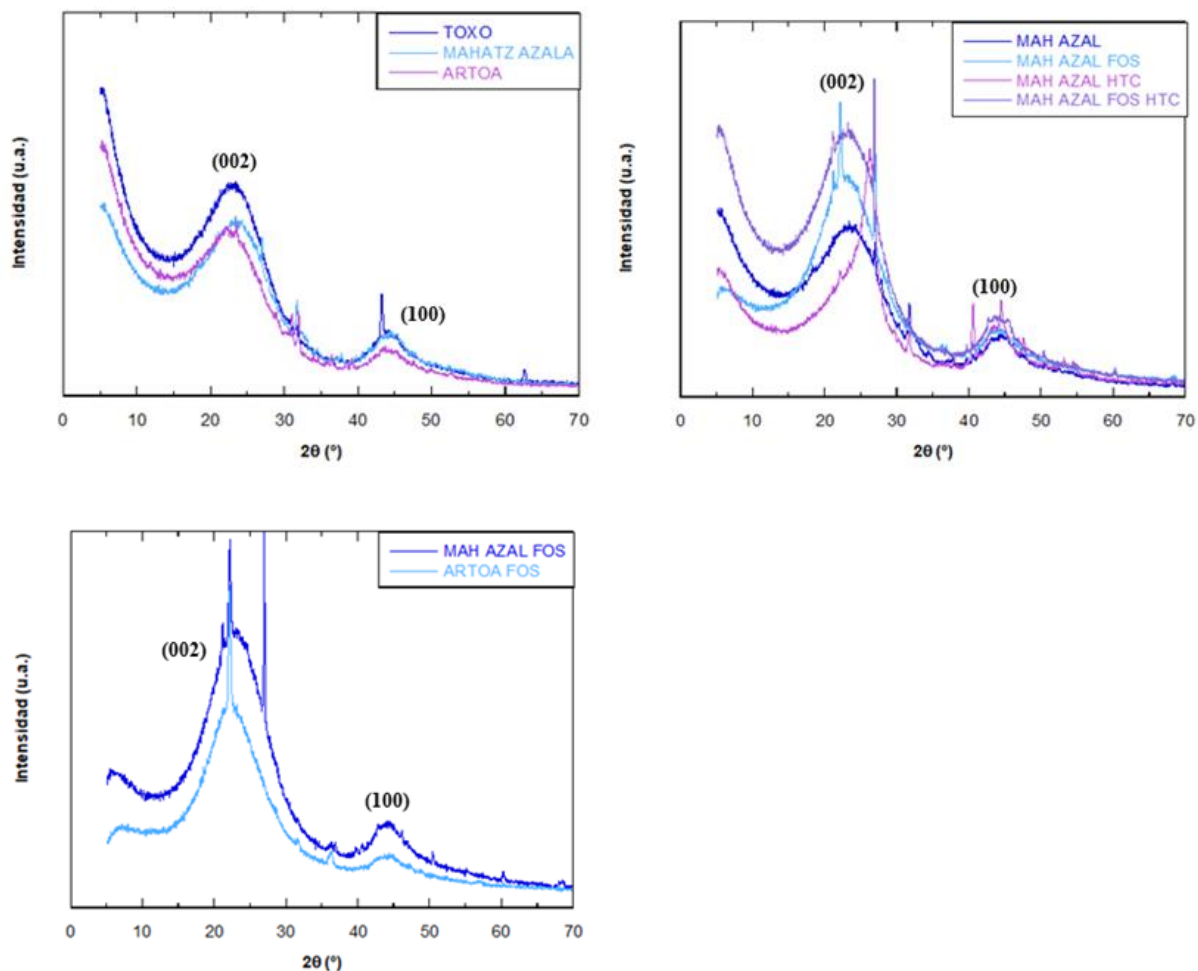 TOXO
MAHATZ AZALA
ARTOA
(002)
(100)
Intensidad (u.a.)
0 10 20 30 40 50 60 70
2θ (º)
MAH AZAL
MAH AZAL FOS
MAH AZAL HTC
MAH AZAL FOS HTC
(002)
(100)
Intensidad (u.a.)
0 10 20 30 40 50 60 70
2θ (º)
MAH AZAL FOS
ARTOA FOS
(002)
(100)
Intensidad (u.a.)
0 10 20 30 40 50 60 70
2θ (º)